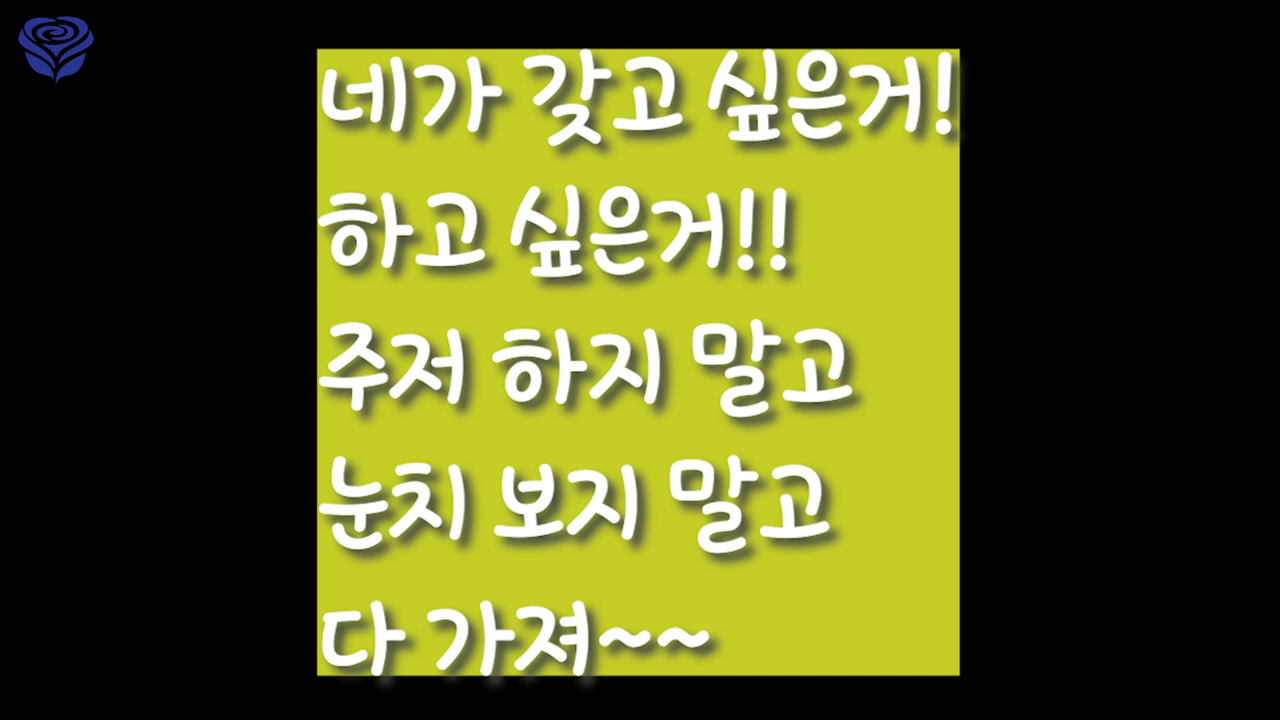 네가 갖고 싶은거!
하고 싶은거!!
주저 하지 말고
눈치 보지 말고
다 가져~~